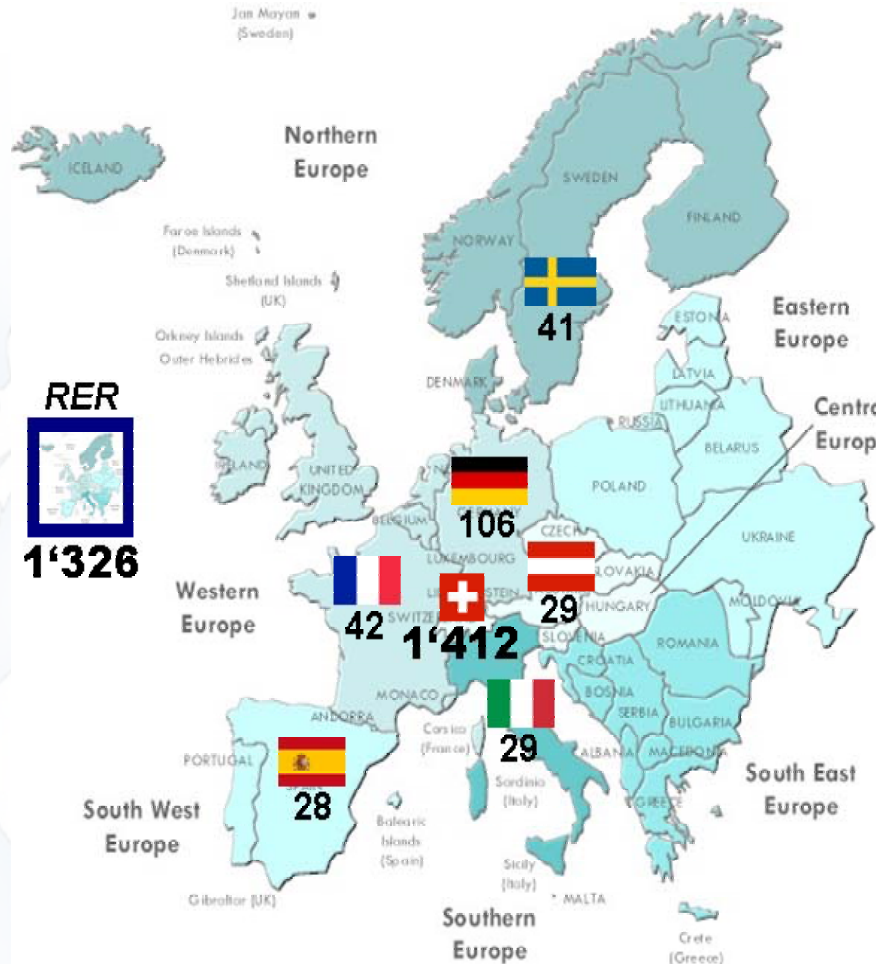 Jan Mayan
(Sweden)
Northern
Europe
ICELAND
SWEDEN
FINLAND
NORWAY
Faroe Islands
(Denmark)
Shetland Islands
(UK)
Orkney Islands
Outer Hebrides
41
ESTONIA
Eastern
Europe
LATVIA
DENMARK
LITHUANIA
RUSSIA
RER
Centra
Europ
BELARUS
IRELAND
UNITED
KINGDOM
POLAND
GERMANY
106
BELGIUM
CZECH
UKRAINE
1‘326
LUXEMBOURG
SLOVAKIA
Western
Europe
42
SWITZE
1‘412
29
HUNGARY
MOLDOVIA
SLOVENIA
ROMANIA
CROATIA
MONACO
BOSNIA
SERBIA
ANDORRA
BULGARIA
Corsica
(France)
29
ALBANIA
MACEDONIA
PORTUGAL
28
Sardinia
(Italy)
South East
Europe
GREECE
South West
Europe
Balearic
Islands
(Spain)
Sicily
(Italy)
Gibraltar (UK)
MALTA
Southern
Europe
Crete
(Greece)